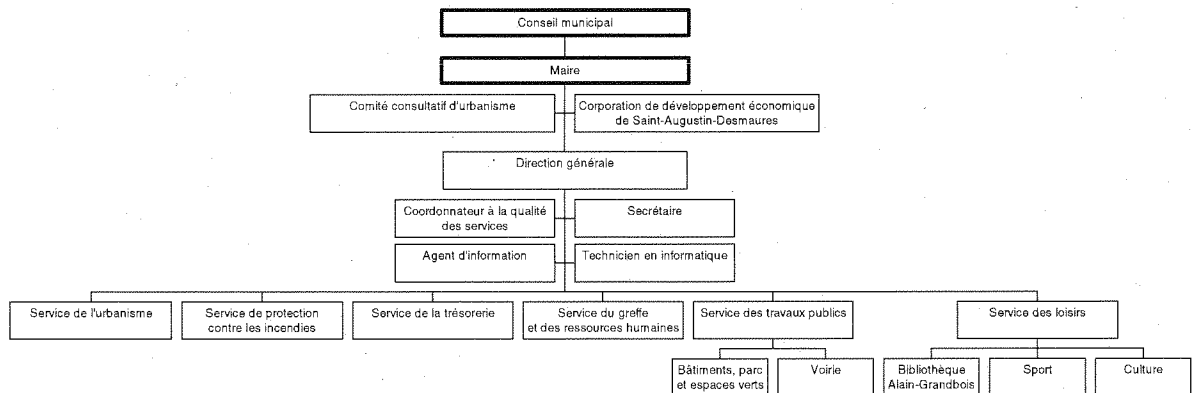 Conseil municipal
Maire
Comité consultatif d'urbanisme
Corporation de développement économique
de Saint-Augustin-Desmaures
Direction générale
Coordonnateur à la qualité
des services
Secrétaire
Agent d'information
Technicien en informatique
Service de l'urbanisme
Service de protection
contre les incendies
Service de la trésorerie
Service du greffe
et des ressources humaines
Service des travaux publics
Service des loisirs
Bâtiments, parc
et espaces verts
Voirie
Bibliothèque
Alain-Grandbois
Sport
Culture